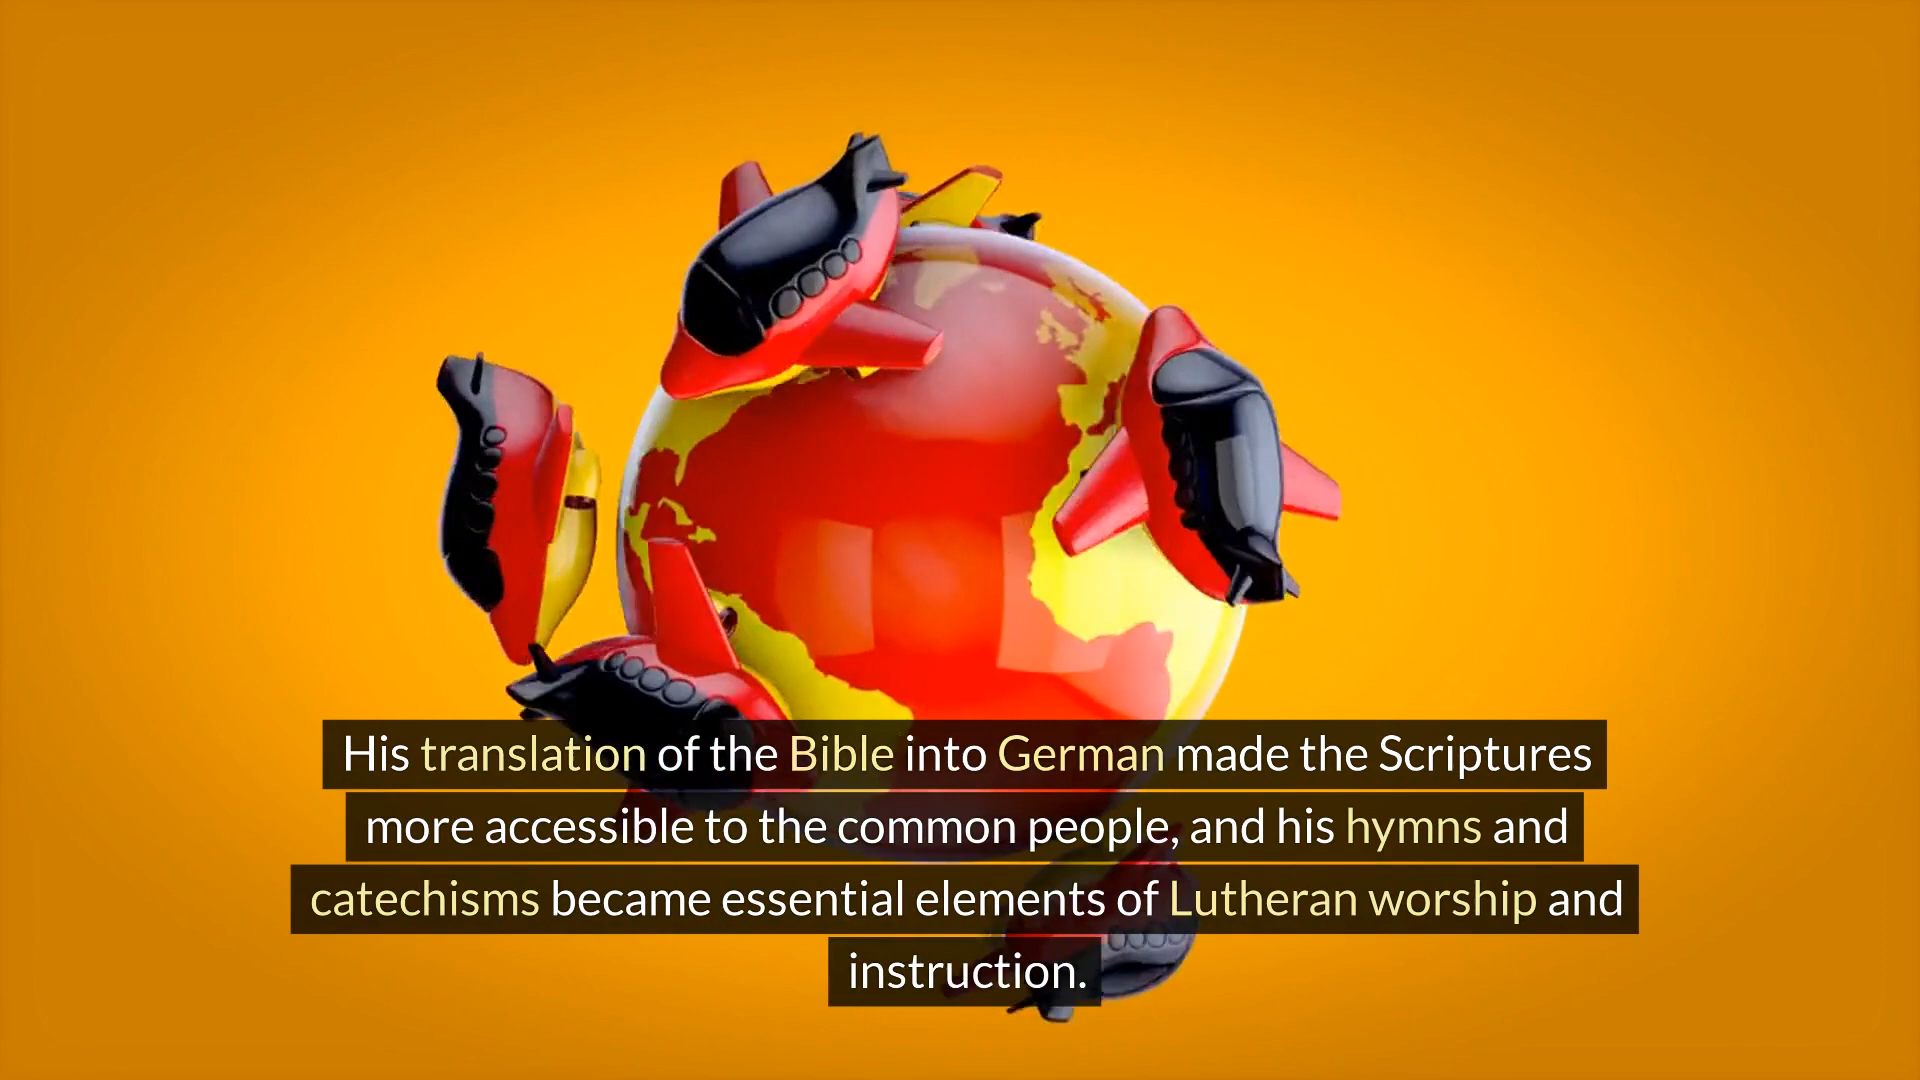 His translation of the Bible into German made the Scriptures
more accessible to the common people, and his hymns and
catechisms became essential elements of Lutheran worship and
instruction.